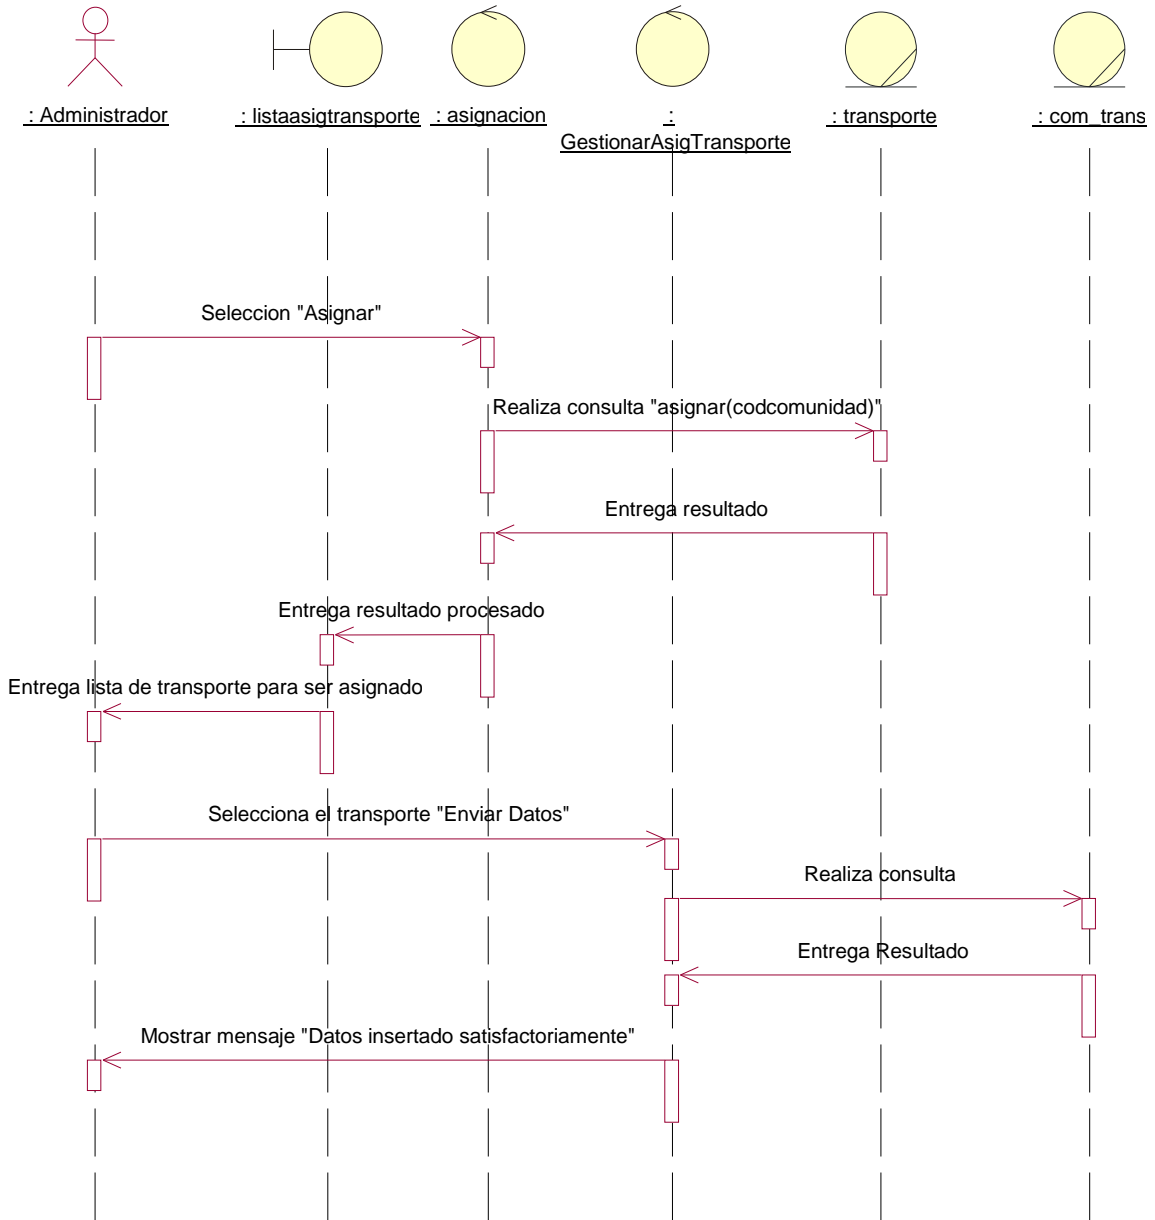 : Administrador
: listaasigtransporte
: asignacion
:
GestionarAsigTransporte
: transporte
: com_trans
Seleccion "Asignar"
Realiza consulta "asignar(codcomunidad)"
Entrega resultado
Entrega resultado procesado
Entrega lista de transporte para ser asignado
Selecciona el transporte "Enviar Datos"
Realiza consulta
Entrega Resultado
Mostrar mensaje "Datos insertado satisfactoriamente"